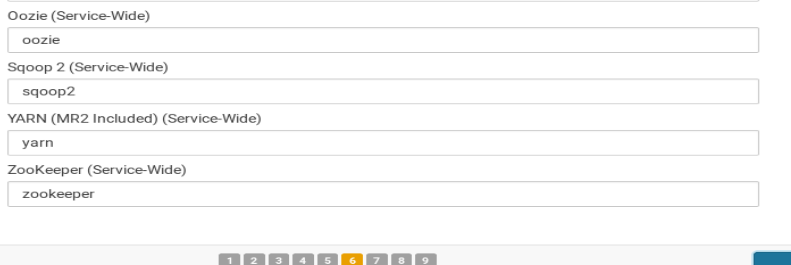 Oozie (Service-Wide)
oozie
Sqoop 2 (Service-Wide)
sqoop2
YARN (MR2 Included) (Service-Wide)
yarn
ZooKeeper (Service-Wide)
zookeeper
1 2 3 4 5 6 7 8 9